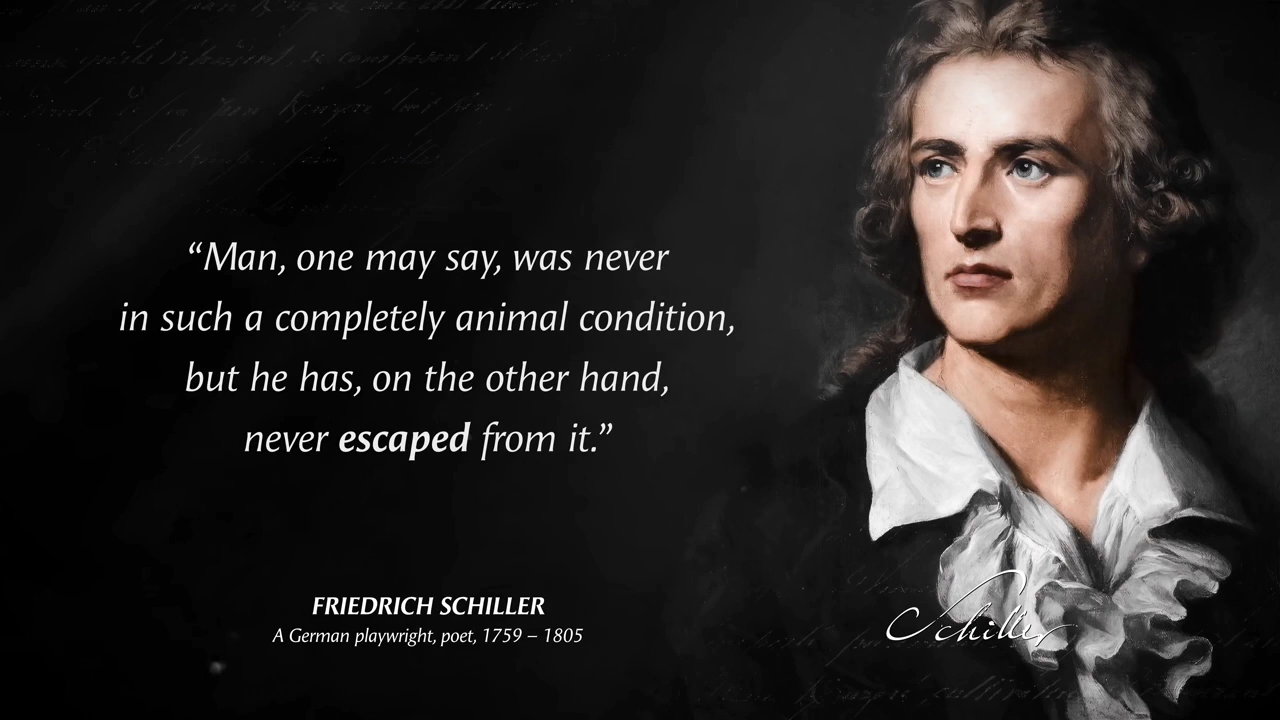 “Man, one may say, was never
in such a completely animal condition,
but he has, on the other hand,
never escaped from it.”
FRIEDRICH SCHILLER
A German playwright, poet, 1759 – 1805
Schiller